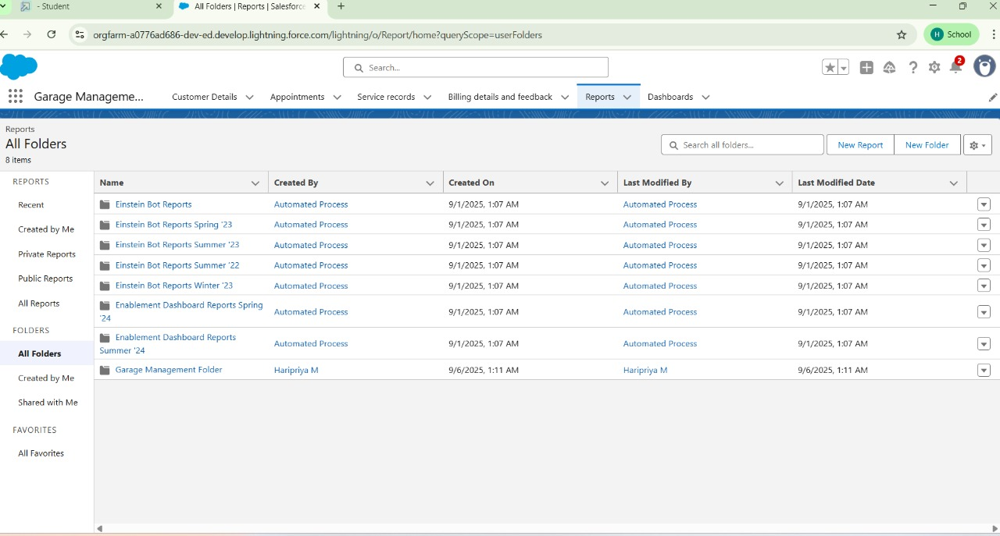 - Student
All Folders | Reports | Salesforce
orgfarm-a0776ad686-dev-ed.develop.lightning.force.com/lightning/o/Report/home?queryScope=userFolders
H School
Search...
2
Garage Manageme... Customer Details Appointments Service records Billing details and feedback Reports Dashboards
Reports
All Folders
8 items
Search all folders...
New Report
New Folder
REPORTS
Recent
Created by Me
Private Reports
Public Reports
All Reports
FOLDERS
All Folders
Created by Me
Shared with Me
FAVORITES
All Favorites
Name Created By Created On Last Modified By Last Modified Date
Einstein Bot Reports Automated Process 9/1/2025, 1:07 AM Automated Process 9/1/2025, 1:07 AM
Einstein Bot Reports Spring '23 Automated Process 9/1/2025, 1:07 AM Automated Process 9/1/2025, 1:07 AM
Einstein Bot Reports Summer '23 Automated Process 9/1/2025, 1:07 AM Automated Process 9/1/2025, 1:07 AM
Einstein Bot Reports Summer '22 Automated Process 9/1/2025, 1:07 AM Automated Process 9/1/2025, 1:07 AM
Einstein Bot Reports Winter '23 Automated Process 9/1/2025, 1:07 AM Automated Process 9/1/2025, 1:07 AM
Enablement Dashboard Reports Spring
'24 Automated Process 9/1/2025, 1:07 AM Automated Process 9/1/2025, 1:07 AM
Enablement Dashboard Reports
Summer '24 Automated Process 9/1/2025, 1:07 AM Automated Process 9/1/2025, 1:07 AM
Garage Management Folder Haripriya M 9/6/2025, 1:11 AM Haripriya M 9/6/2025, 1:11 AM